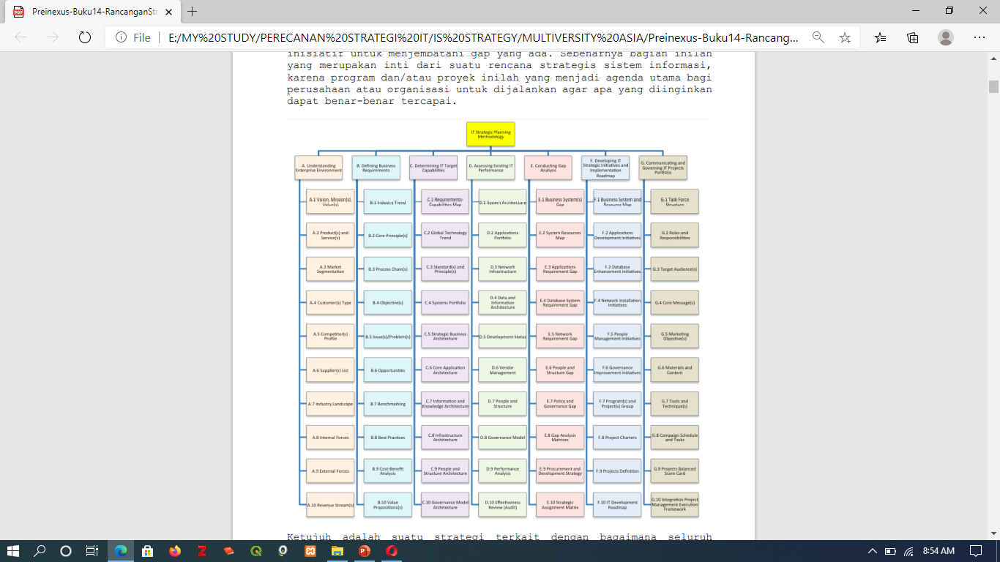 Preinexus-Buku14-RancanganStr
File
E:/MY%20STUDY/PERECANAN%20STRATEGI%20IT/IS%20STRATEGY/MULTIVERSITY%20ASIA/Preinexus-Buku14-Rancang...
inisiatif untuk menjembatani gap yang ada. Sebenarnya bagian inilah
yang merupakan inti dari suatu rencana strategis sistem informasi,
karena program dan/atau proyek inilah yang menjadi agenda utama bagi
perusahaan atau organisasi untuk dijalankan agar apa yang diinginkan
dapat benar-benar tercapai.
IT Strategic Planning
Methodology
A. Understanding
Enterprise Environment
A.1 Vision, Mission(s),
Value(s)
A.2 Product(s) and
Service(s)
A.3 Market
Segmentation
A.4 Customer(s) Type
A.5 Competitor(s)
Profile
A.6 Supplier(s) List
A.7 Industry Landscape
A.8 Internal Forces
A.9 External Forces
A.10 Revenue Stream(s)
B. Defining Business
Requirements
B.1 Industry Trend
B.2 Core Principle(s)
B.3 Process Chain(s)
B.4 Objective(s)
B.5 Issue(s)/Problem(s)
B.6 Opportunities
B.7 Benchmarking
B.8 Best Practices
B.9 Cost-Benefit
Analysis
B.10 Value
Propositions(s)
C. Determining IT Target
Capabilities
C.1 Requirements-
Capabilities Map
C.2 Global Technology
Trend
C.3 Standard(s) and
Principle(s)
C.4 Systems Portfolio
C.5 Strategic Business
Architecture
C.6 Core Application
Architecture
C.7 Information and
Knowledge Architecture
C.8 Infrastructure
Architecture
C.9 People and
Structure Architecture
C.10 Governance Model
Architecture
D. Assessing Existing IT
Performance
D.1 System Architecture
D.2 Applications
Portfolio
D.3 Network
Infrastructure
D.4 Data and
Information
Architecture
D.5 Development Status
D.6 Vendor
Management
D.7 People and
Structure
D.8 Governance Model
D.9 Performance
Analysis
D.10 Effectiveness
Review (Audit)
E. Conducting Gap
Analysis
E.1 Business System(s)
Gap
E.2 System Resources
Map
E.3 Applications
Requirement Gap
E.4 Database System
Requirement Gap
E.5 Network
Requirement Gap
E.6 People and
Structure Gap
E.7 Policy and
Governance Gap
E.8 Gap Analysis
Matrices
E.9 Procurement and
Development Strategy
E.10 Strategic
Assignment Matrix
F. Developing IT
Strategic Initiatives and
Implementation
Roadmap
F.1 Business System and
Resource Map
F.2 Applications
Development Initiatives
F.3 Database
Enhancement Initiatives
F.4 Network Installation
Initiatives
F.5 People
Management Initiatives
F.6 Governance
Improvement Initiatives
F.7 Program(s) and
Project(s) Group
F.8 Project Charters
F.9 Projects Definition
F.10 IT Development
Roadmap
G. Communicating and
Governing IT Projects
Portfolio
G.1 Task Force
Structure
G.2 Roles and
Responsibilities
G.3 Target Audience(s)
G.4 Core Message(s)
G.5 Marketing
Objective(s)
G.6 Materials and
Content
G.7 Tools and
Technique(s)
G.8 Campaign Schedule
and Tasks
G.9 Projects Balanced
Score Card
G.10 Integration Project
Management Execution
Framework
Ketujuh adalah suatu strategi terkait dengan bagaimana seluruh
8:54 AM